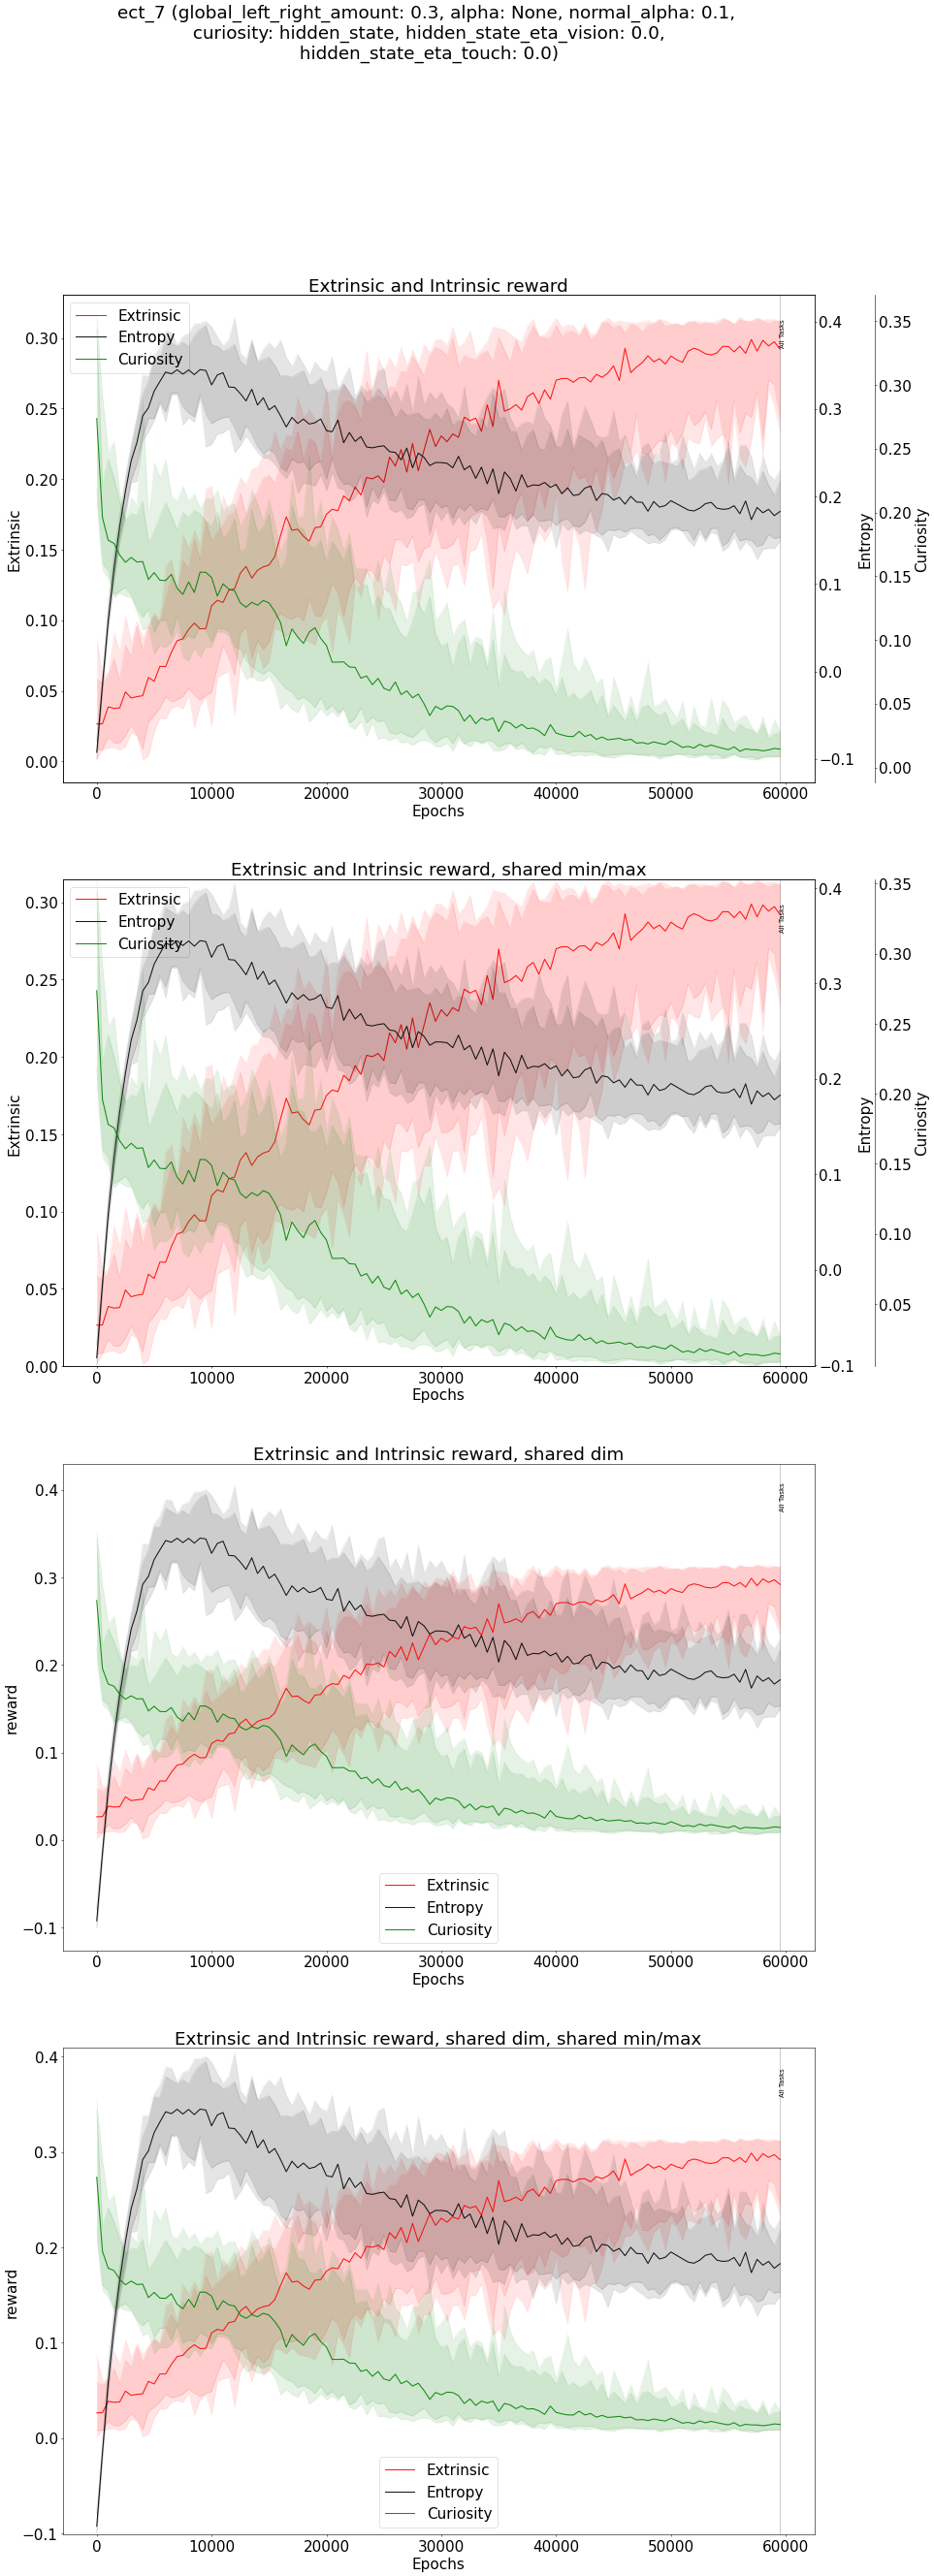 ect_7 (global_left_right_amount: 0.3, alpha: None, normal_alpha: 0.1,
curiosity: hidden_state, hidden_state_eta_vision: 0.0,
hidden_state_eta_touch: 0.0)
Extrinsic and Intrinsic reward
Extrinsic
Entropy
Curiosity
All Tasks
0.30
0.25
0.20
0.15
0.10
0.05
0.00
Extrinsic
0.4
0.3
0.2
0.1
0.0
−0.1
Entropy
0.35
0.30
0.25
0.20
0.15
0.10
0.05
0.00
Curiosity
0 10000 20000 30000 40000 50000 60000
Epochs
Extrinsic and Intrinsic reward, shared min/max
Extrinsic
Entropy
Curiosity
All Tasks
0.30
0.25
0.20
0.15
0.10
0.05
0.00
Extrinsic
0.4
0.3
0.2
0.1
0.0
−0.1
Entropy
0.35
0.30
0.25
0.20
0.15
0.10
0.05
Curiosity
0 10000 20000 30000 40000 50000 60000
Epochs
Extrinsic and Intrinsic reward, shared dim
All Tasks
0.4
0.3
0.2
0.1
0.0
−0.1
reward
Extrinsic
Entropy
Curiosity
0 10000 20000 30000 40000 50000 60000
Epochs
Extrinsic and Intrinsic reward, shared dim, shared min/max
All Tasks
0.4
0.3
0.2
0.1
0.0
−0.1
reward
Extrinsic
Entropy
Curiosity
0 10000 20000 30000 40000 50000 60000
Epochs